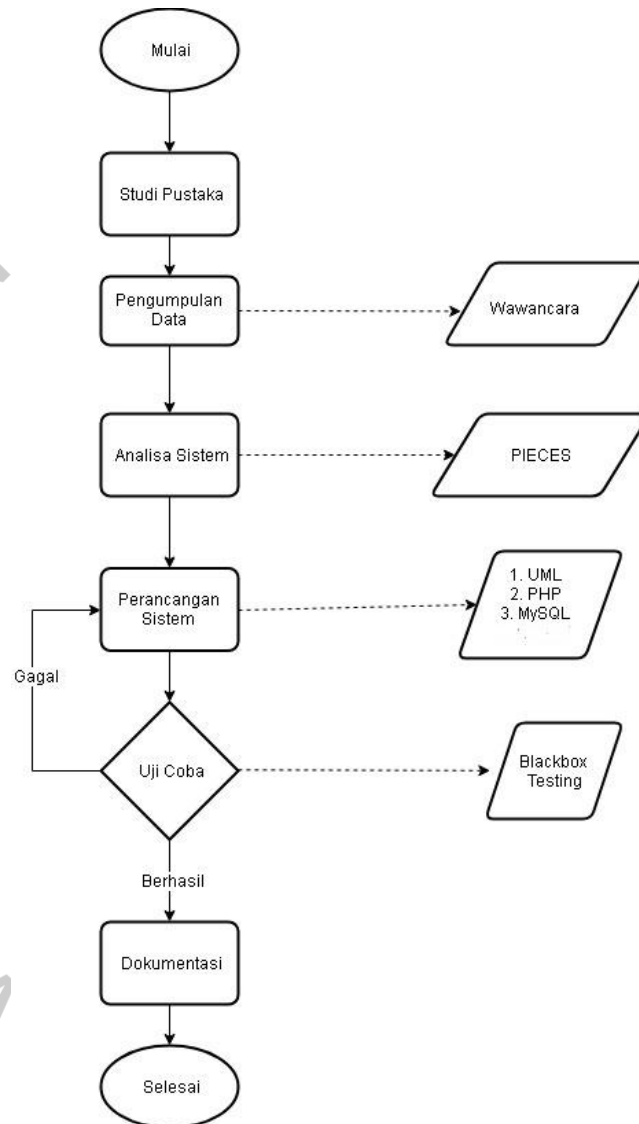 Mulai
Studi Pustaka
Pengumpulan
Data
Wawancara
Analisa Sistem
PIECES
Perancangan
Sistem
1. UML
2. PHP
3. MySQL
Gagal
Uji Coba
Blackbox
Testing
Berhasil
Dokumentasi
Selesai